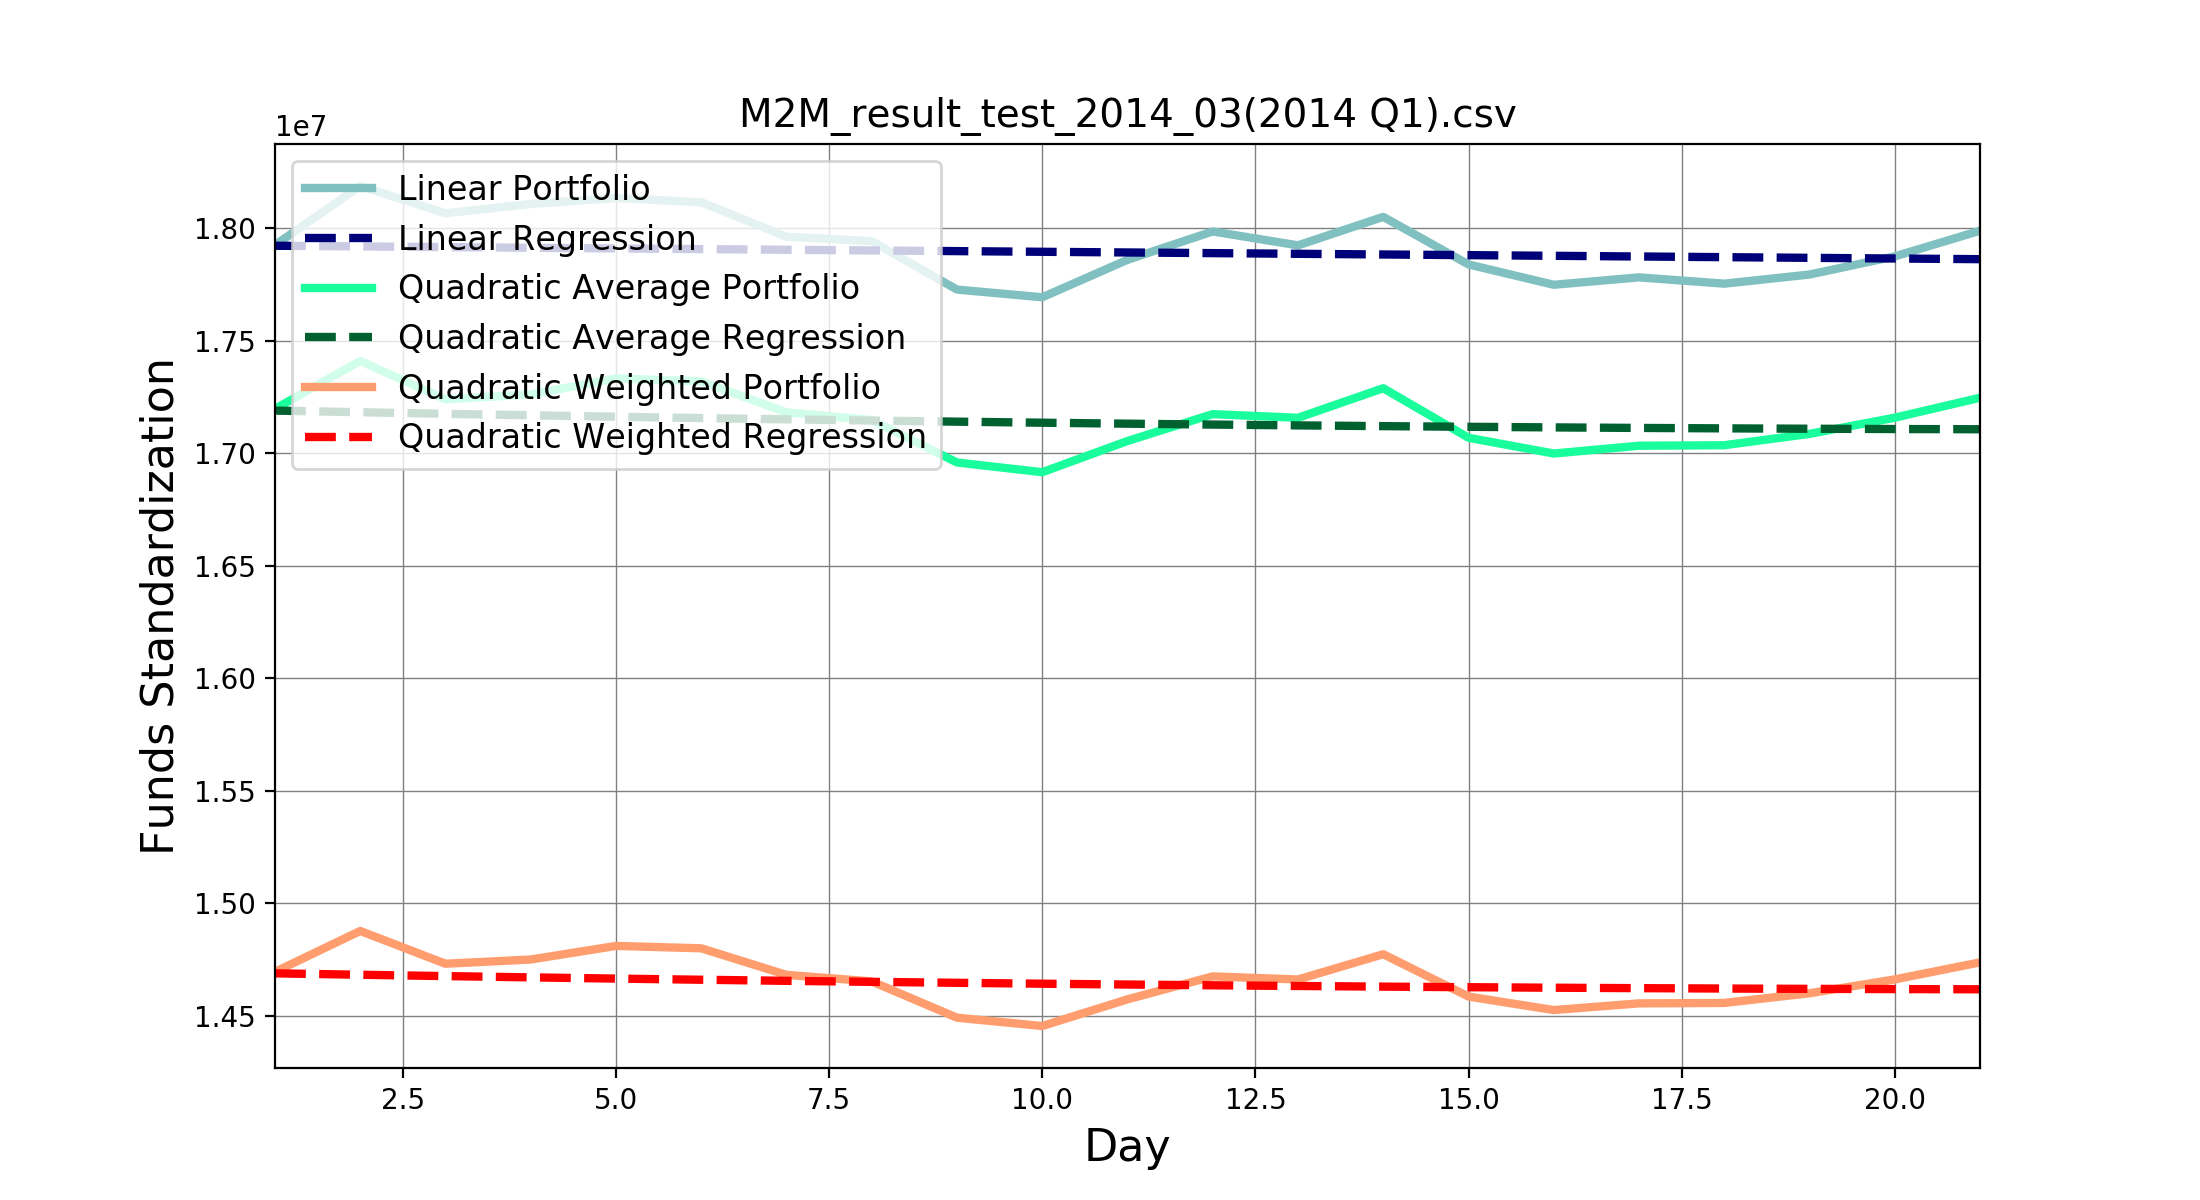 M2M_result_test_2014_03(2014 Q1).csv
1e7
Linear Portfolio
Linear Regression
Quadratic Average Portfolio
Quadratic Average Regression
Quadratic Weighted Portfolio
Quadratic Weighted Regression
1.80
1.75
1.70
1.65
1.60
1.55
1.50
1.45
Funds Standardization
2.5 5.0 7.5 10.0 12.5 15.0 17.5 20.0
Day